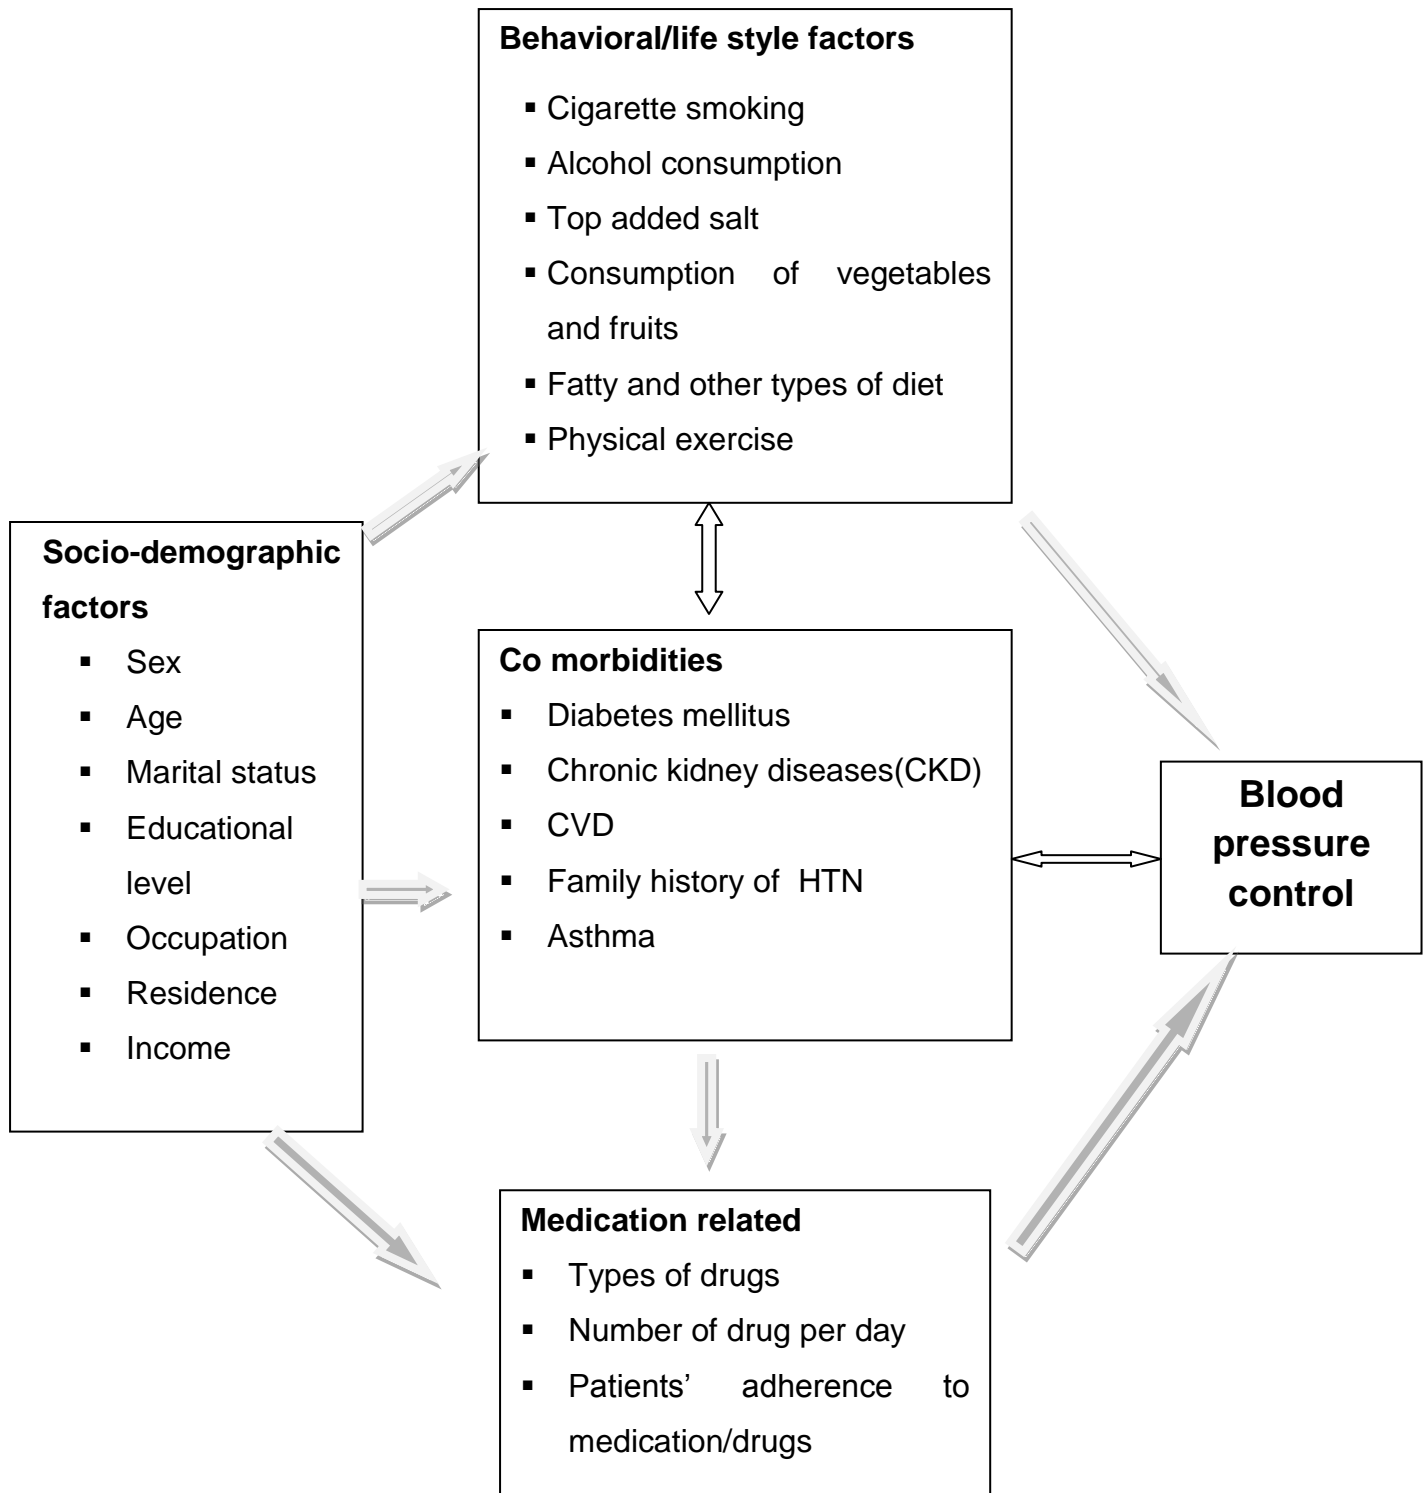 Behavioral/life style factors
▪ Cigarette smoking
▪ Alcohol consumption
▪ Top added salt
▪ Consumption of vegetables
and fruits
▪ Fatty and other types of diet
▪ Physical exercise
Socio-demographic
factors
▪ Sex
▪ Age
▪ Marital status
▪ Educational
level
▪ Occupation
▪ Residence
▪ Income
Co morbidities
▪ Diabetes mellitus
▪ Chronic kidney diseases(CKD)
▪ CVD
▪ Family history of HTN
▪ Asthma
Blood
pressure
control
Medication related
▪ Types of drugs
▪ Number of drug per day
▪ Patients’ adherence to
medication/drugs